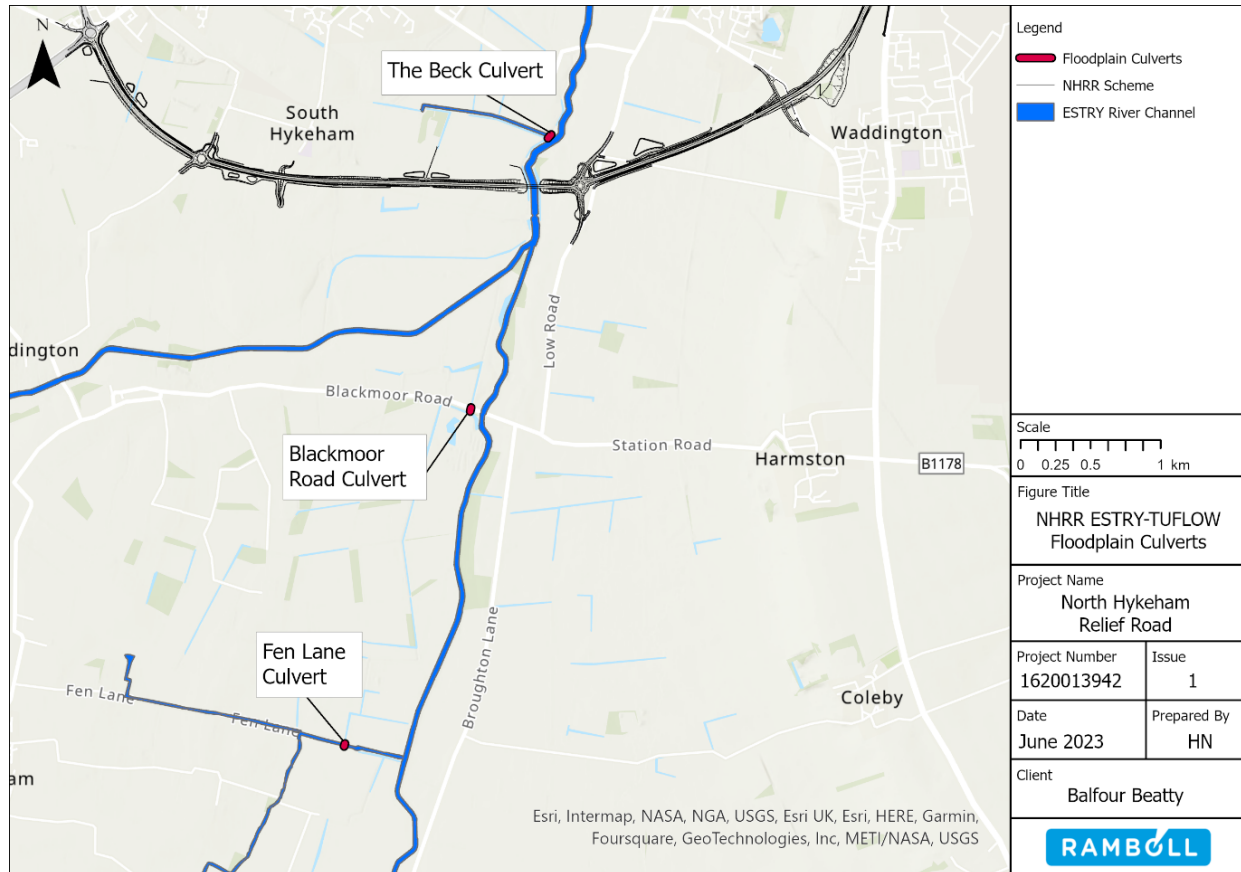 N
The Beck Culvert
South
Hykeham
Waddington
dington
Low Road
Blackmoor Road
Blackmoor
Road Culvert
Station Road
Harmston
B1178
Fen Lane
Culvert
Broughton Lane
Fen Lane
Fen Lane
Coleby
am
Esri, Intermap, NASA, NGA, USGS, Esri UK, Esri, HERE, Garmin,
Foursquare, GeoTechnologies, Inc, METI/NASA, USGS
Legend
Floodplain Culverts
NHRR Scheme
ESTRY River Channel
Scale
0 0.25 0.5 1 km
Figure Title
NHRR ESTRY-TUFLOW
Floodplain Culverts
Project Name
North Hykeham
Relief Road
Project Number
1620013942
Issue
1
Date
June 2023
Prepared By
HN
Client
Balfour Beatty
RAMBOLL